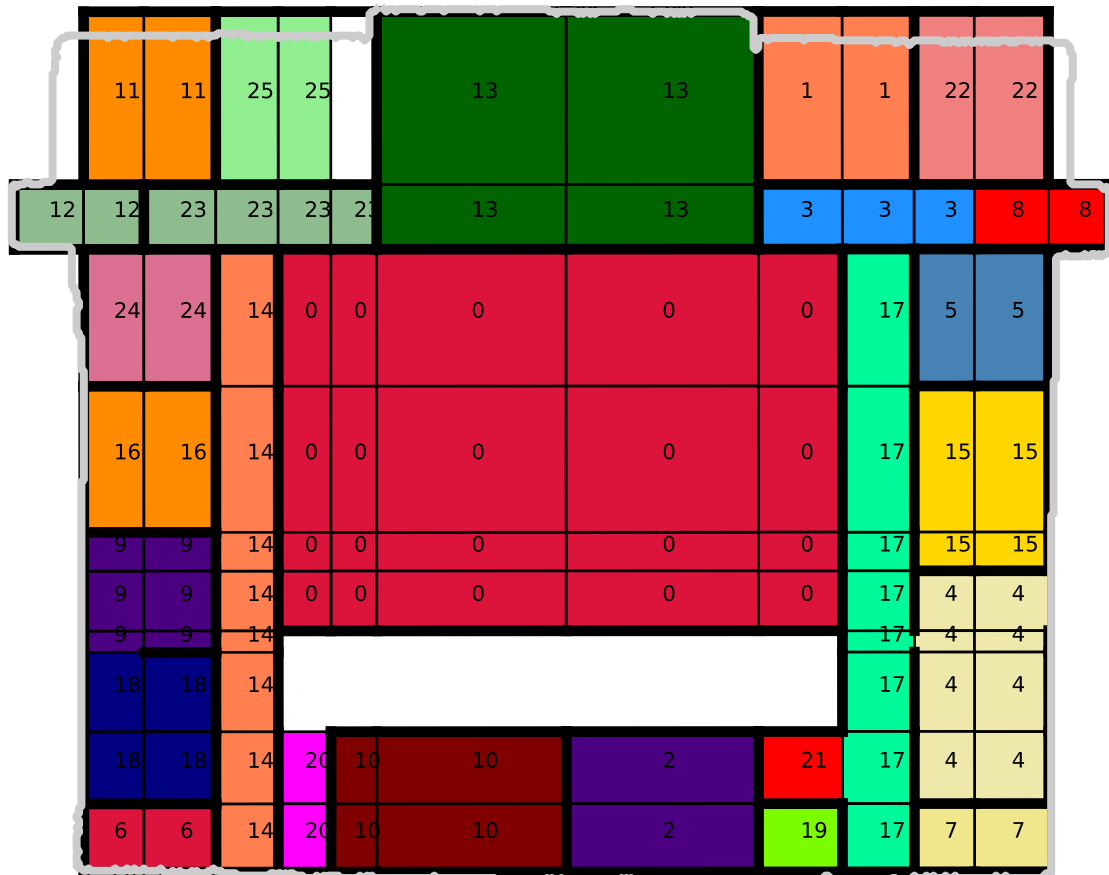 11 11 25 25 13 13 1 1 22 22
12 12 23 23 23 23 13 13 3 3 3 8 8
24 24 14 0 0 0 0 0 17 5 5
16 16 14 0 0 0 0 0 17 15 15
9 9 14 0 0 0 0 0 17 15 15
9 9 14 0 0 0 0 0 17 4 4
9 9 14 17 4 4
18 18 14 17 4 4
18 18 14 20 10 10 2 21 17 4 4
6 6 14 20 10 10 2 19 17 7 7